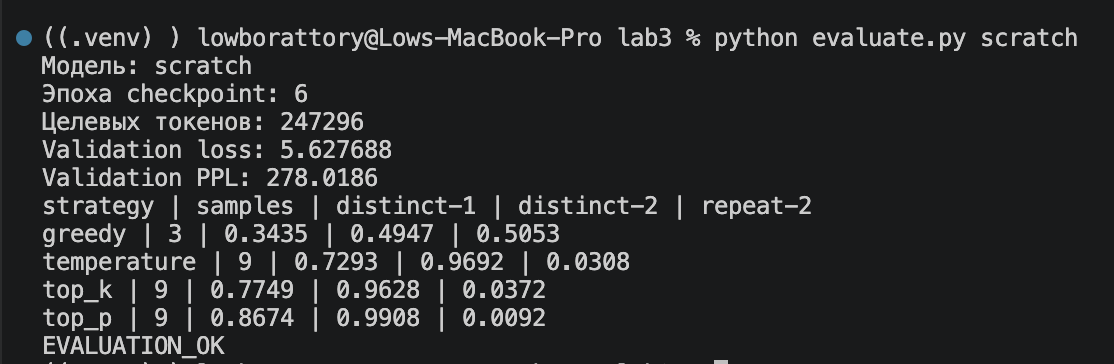 ((.venv) ) lowborattory@Lows-MacBook-Pro lab3 % python evaluate.py scratch
Модель: scratch
Эпоха checkpoint: 6
Целевых токенов: 247296
Validation loss: 5.627688
Validation PPL: 278.0186
strategy | samples | distinct-1 | distinct-2 | repeat-2
greedy | 3 | 0.3435 | 0.4947 | 0.5053
temperature | 9 | 0.7293 | 0.9692 | 0.0308
top_k | 9 | 0.7749 | 0.9628 | 0.0372
top_p | 9 | 0.8674 | 0.9908 | 0.0092
EVALUATION_OK